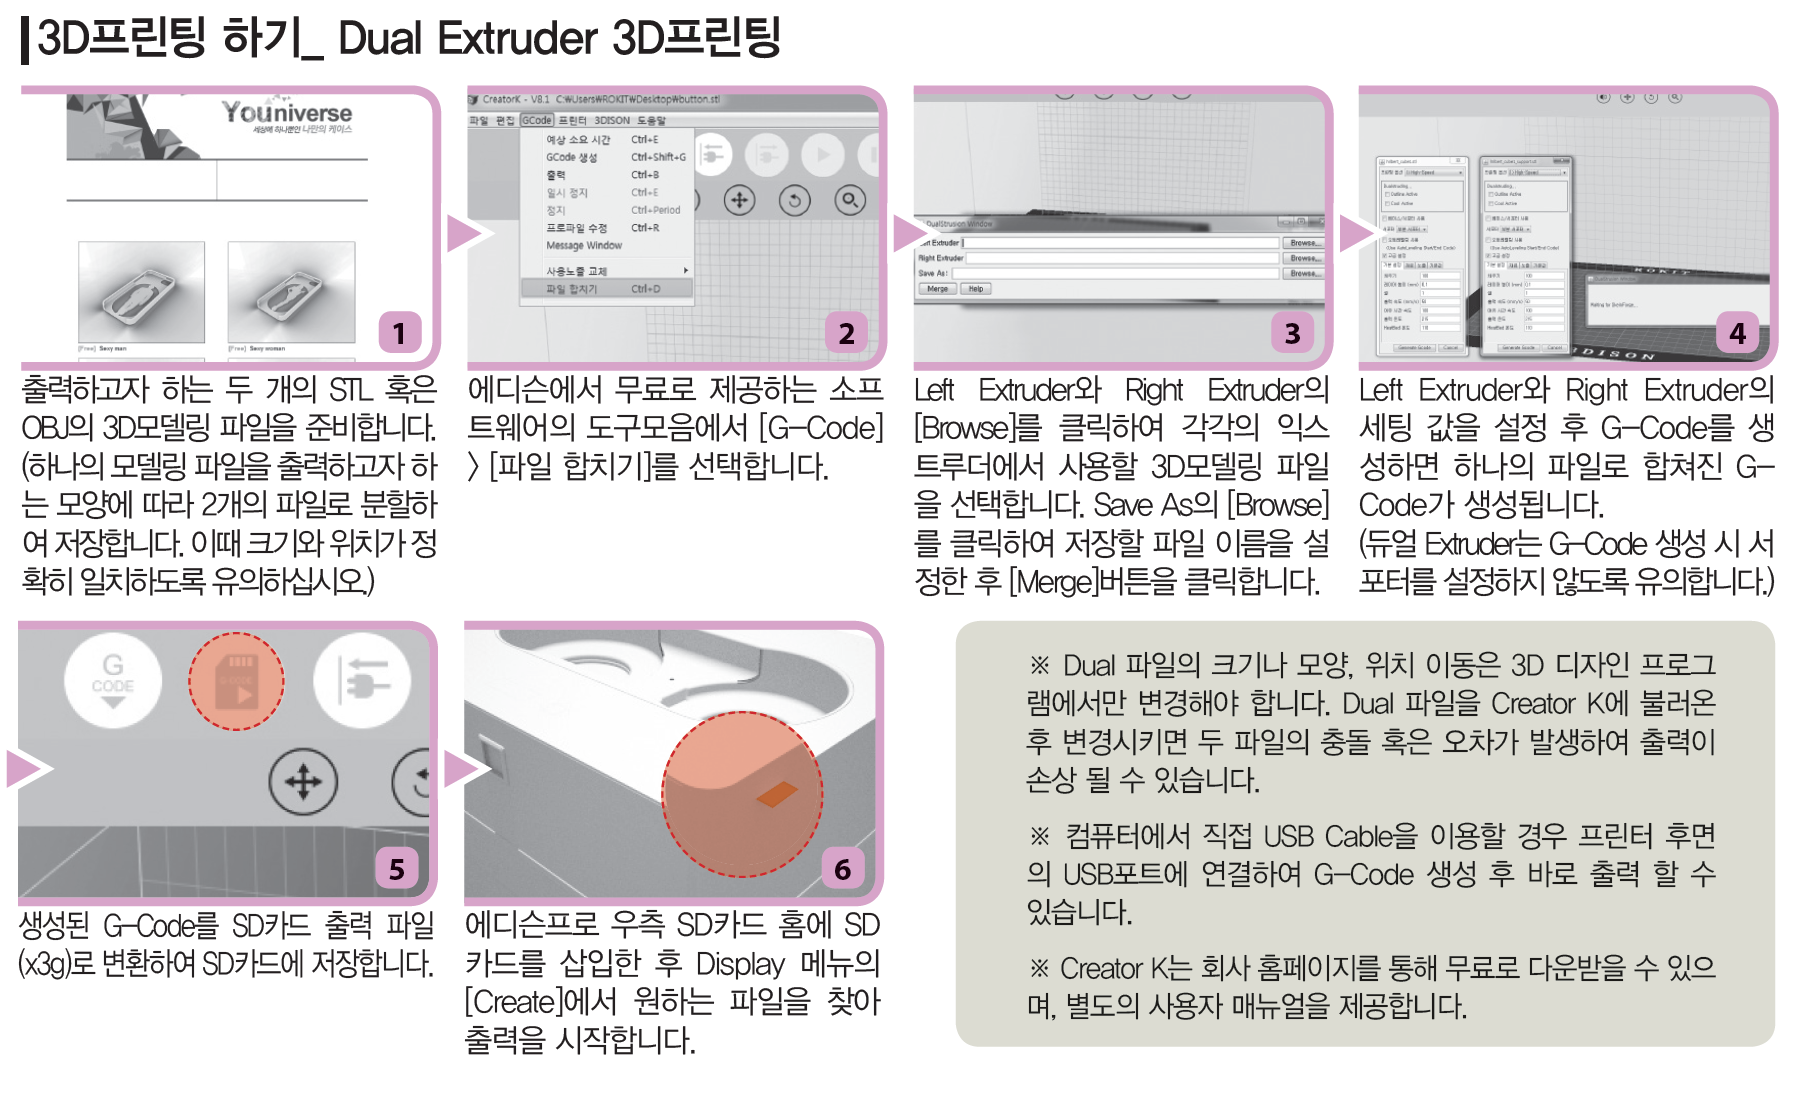 3D프린팅 하기_ Dual Extruder 3D프린팅
Youniverse
세상에 하나뿐인 나만의 케이스
[Free] Sexy man
[Free] Sexy woman
1
출력하고자 하는 두 개의 STL 혹은
OBJ의 3D모델링 파일을 준비합니다.
(하나의 모델링 파일을 출력하고자 하
는 모양에 따라 2개의 파일로 분할하
여 저장합니다. 이때 크기와 위치가 정
확히 일치하도록 유의하십시오.)
CreatorK - V8.1 C:₩Users₩ROKIT₩Desktop₩button.stl
파일 편집 GCode 프린터 3DISON 도움말
예상 소요 시간 Ctrl+E
GCode 생성 Ctrl+Shift+G
출력 Ctrl+B
일시 정지 Ctrl+E
정지 Ctrl+Period
프로파일 수정 Ctrl+R
Message Window
사용노즐 교체
파일 합치기 Ctrl+D
2
에디슨에서 무료로 제공하는 소프
트웨어의 도구모음에서 [G-Code]
> [파일 합치기]를 선택합니다.
DualStrusion Window
Left Extruder Browse...
Right Extruder Browse...
Save As: Browse...
Merge Help
3
Left Extruder와 Right Extruder의
[Browse]를 클릭하여 각각의 익스
트루더에서 사용할 3D모델링 파일
을 선택합니다. Save As의 [Browse]
를 클릭하여 저장할 파일 이름을 설
정한 후 [Merge]버튼을 클릭합니다.
Outline Active
Cool Active
Outline Active
Cool Active
Generate Gcode Cancel
Generate Gcode Cancel
ROKIT
DISON
4
Left Extruder와 Right Extruder의
세팅 값을 설정 후 G-Code를 생
성하면 하나의 파일로 합쳐진 G-
Code가 생성됩니다.
(듀얼 Extruder는 G-Code 생성 시 서
포터를 설정하지 않도록 유의합니다.)
G
CODE
G-CODE
5
생성된 G-Code를 SD카드 출력 파일
(x3g)로 변환하여 SD카드에 저장합니다.
6
에디슨프로 우측 SD카드 홈에 SD
카드를 삽입한 후 Display 메뉴의
[Create]에서 원하는 파일을 찾아
출력을 시작합니다.
※ Dual 파일의 크기나 모양, 위치 이동은 3D 디자인 프로그
램에서만 변경해야 합니다. Dual 파일을 Creator K에 불러온
후 변경시키면 두 파일의 충돌 혹은 오차가 발생하여 출력이
손상 될 수 있습니다.
※ 컴퓨터에서 직접 USB Cable을 이용할 경우 프린터 후면
의 USB포트에 연결하여 G-Code 생성 후 바로 출력 할 수
있습니다.
※ Creator K는 회사 홈페이지를 통해 무료로 다운받을 수 있으
며, 별도의 사용자 매뉴얼을 제공합니다.